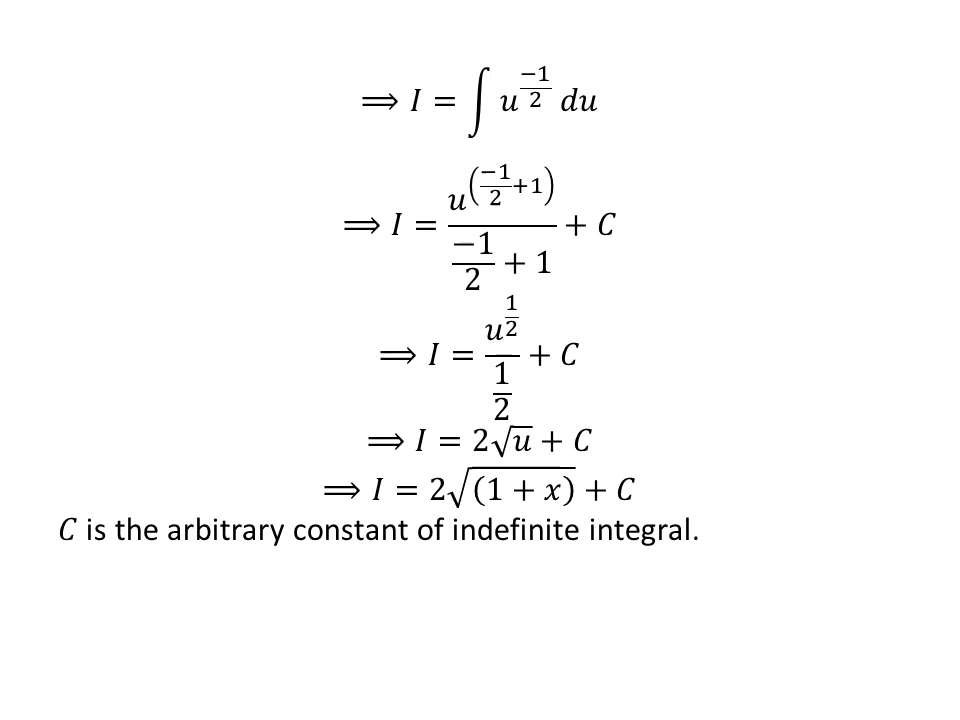 ⟹ I = ∫ u^(−1/2) du
⟹ I = u^((−1/2)+1) / ((−1/2) + 1) + C
⟹ I = u^(1/2) / (1/2) + C
⟹ I = 2√u + C
⟹ I = 2√((1 + x)) + C
C is the arbitrary constant of indefinite integral.